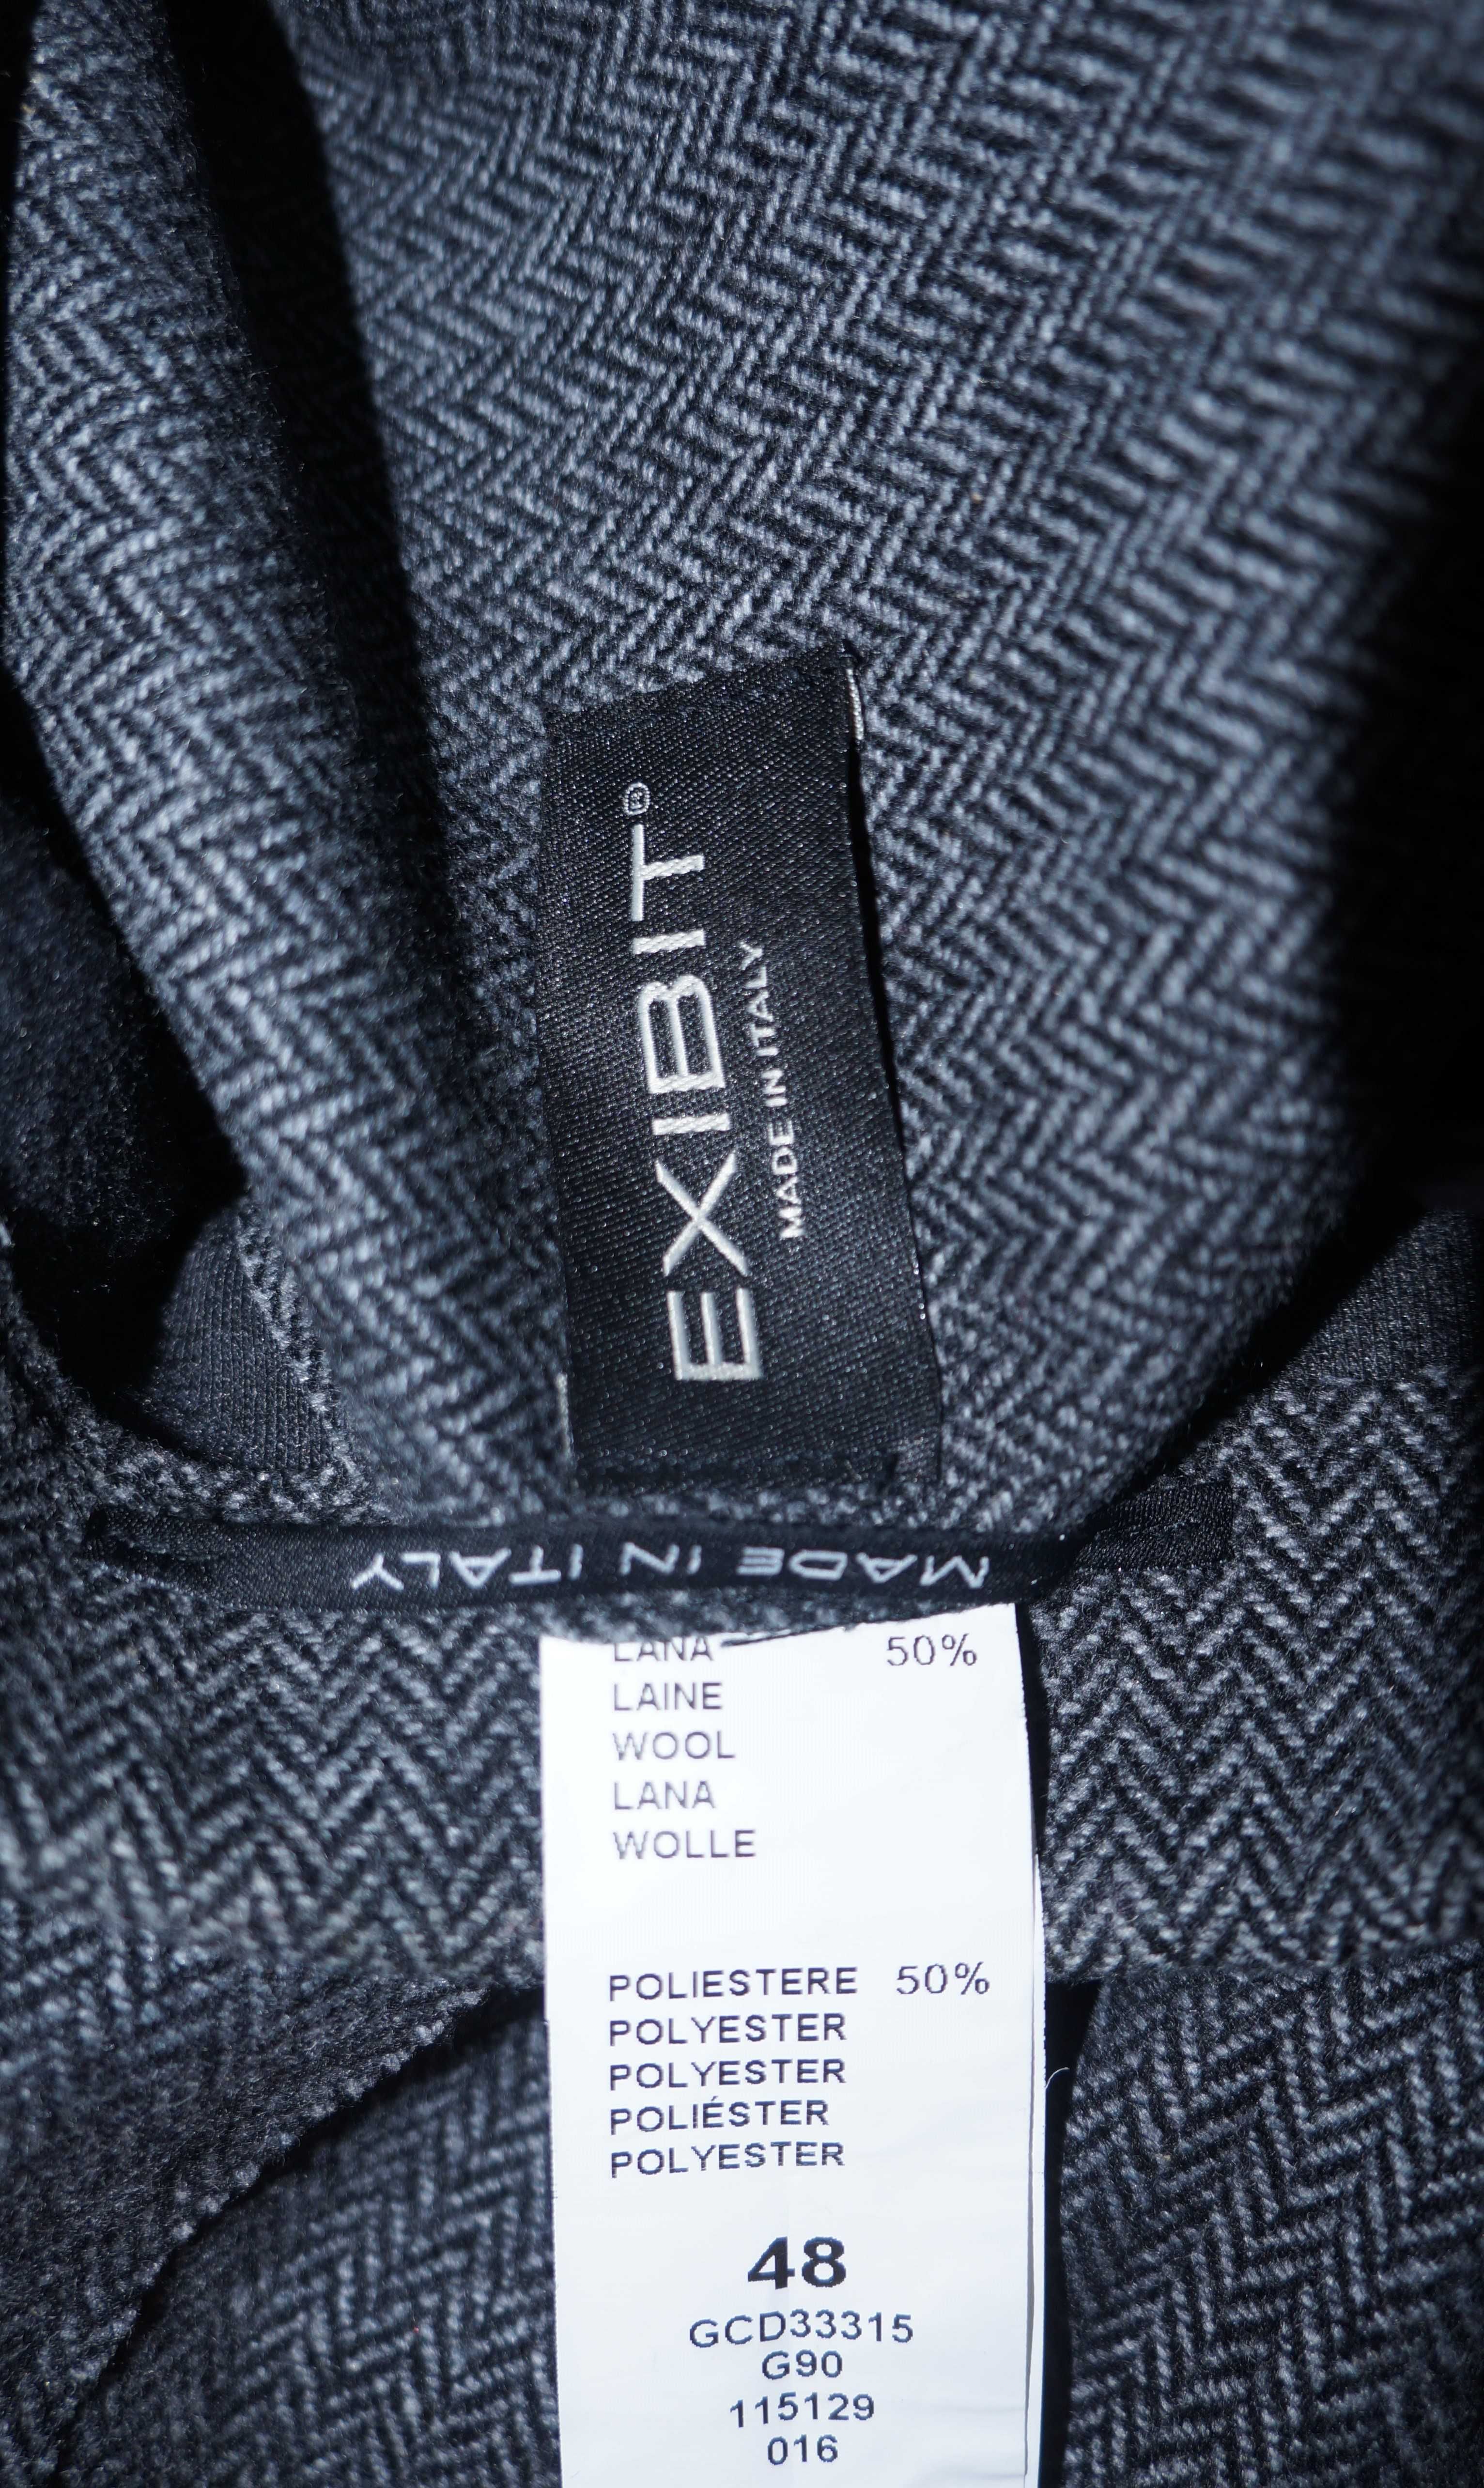 EXIBIT®
MADE IN ITALY
MADE IN ITALY
LANA 50%
LAINE
WOOL
LANA
WOLLE
POLIESTERE 50%
POLYESTER
POLYESTER
POLIÉSTER
POLYESTER
48
GCD33315
G90
115129
016